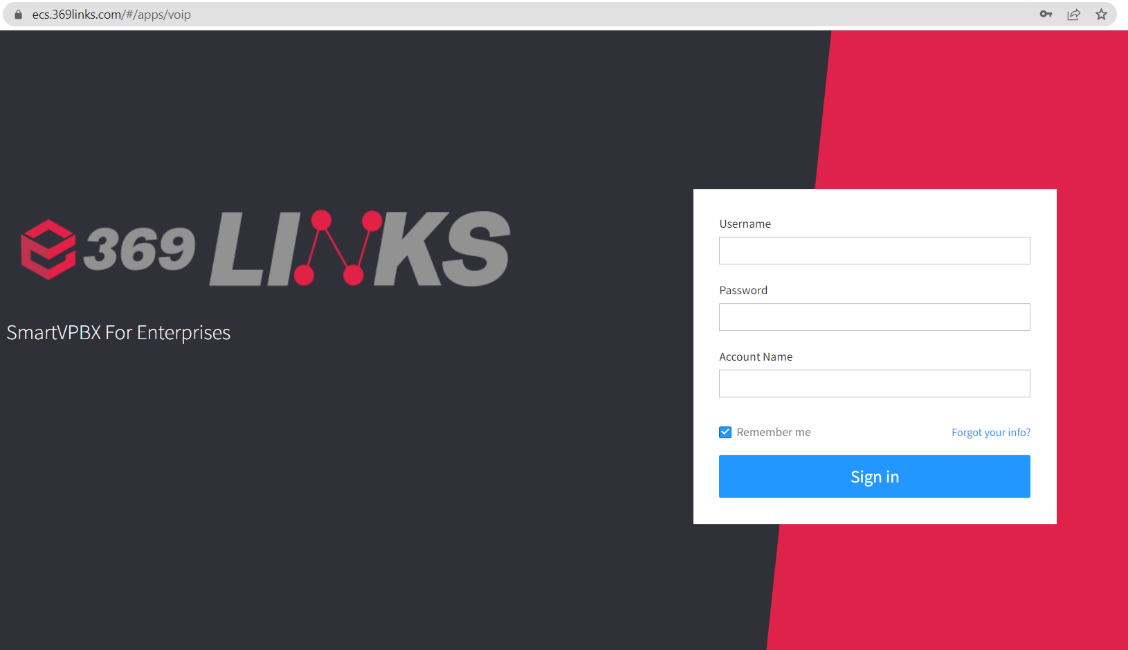 ecs.369links.com/#/apps/voip
369 LINKS
SmartVPBX For Enterprises
Username
Password
Account Name
Remember me
Forgot your info?
Sign in